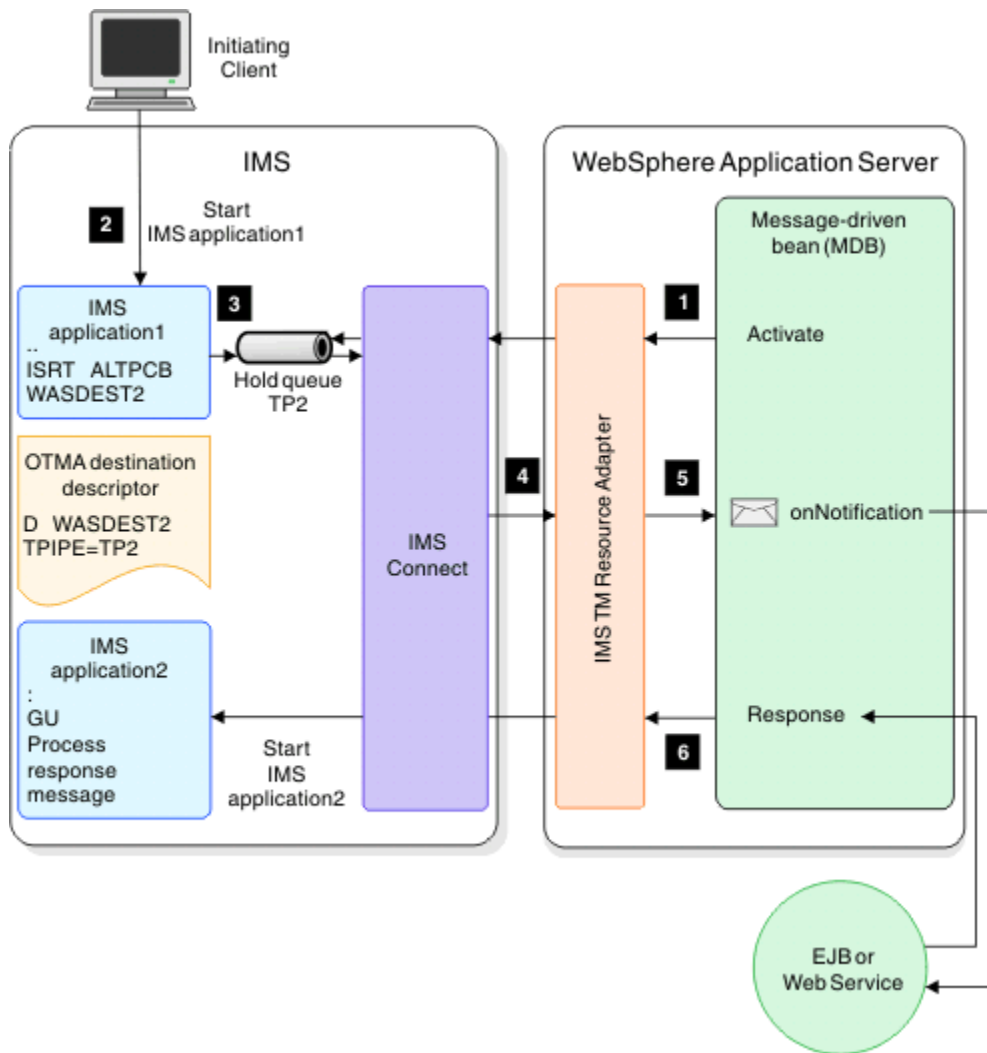 Initiating
Client
IMS
WebSphere Application Server
2
Start
IMS application1
Message-driven
bean (MDB)
IMS
application1
..
ISRT ALTPCB
WASDEST2
3
Hold queue
TP2
1
Activate
OTMA destination
descriptor
D WASDEST2
TPIPE=TP2
IMS
Connect
4
IMS TM Resource Adapter
5
onNotification
IMS
application2
:
GU
Process
response
message
Start
IMS
application2
6
Response
EJB or
Web Service